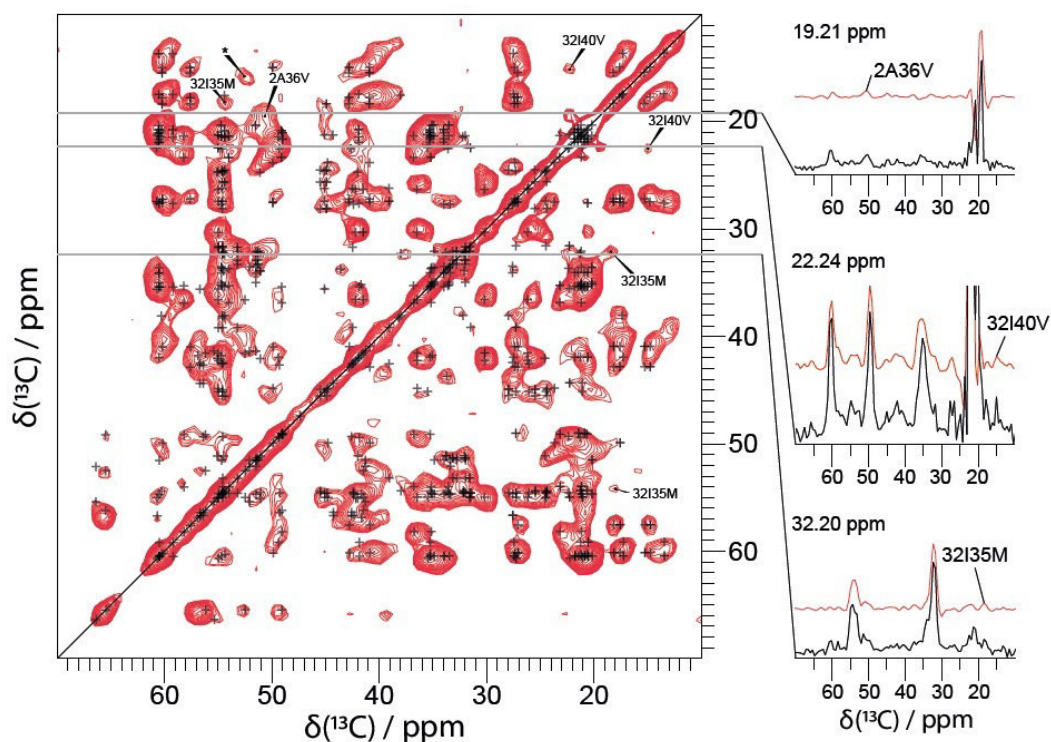 19.21 ppm
*
32I40V
32I35M
2A36V
2A36V
20
32I40V
60 50 40 30 20
30
22.24 ppm
32I35M
32I40V
δ(¹³C) / ppm
40
60 50 40 30 20
50
32I35M
32.20 ppm
60
32I35M
60 50 40 30 20
60 50 40 30 20
δ(¹³C) / ppm
δ(¹³C) / ppm